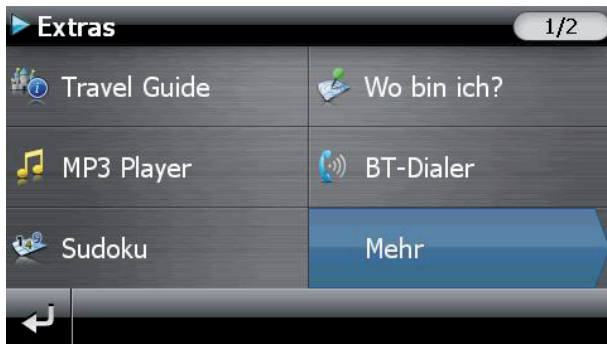 Extras
1/2
Travel Guide
Wo bin ich?
MP3 Player
BT-Dialer
Sudoku
Mehr